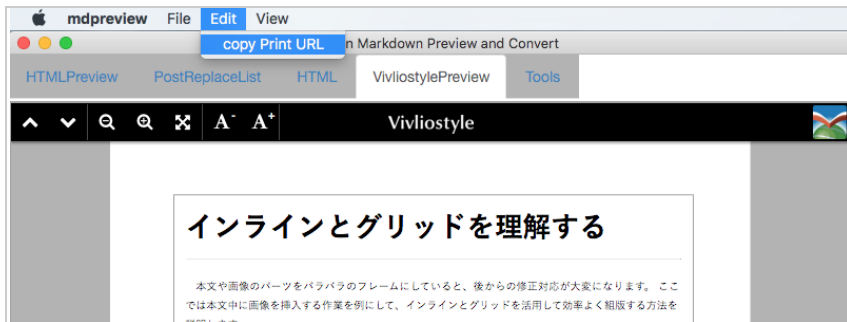 mdpreview File Edit View
copy Print URL
n Markdown Preview and Convert
HTMLPreview PostReplaceList HTML VivliostylePreview Tools
A- A+ Vivliostyle
インラインとグリッドを理解する
本文や画像のパーツをバラバラのフレームにしていると、後からの修正対応が大変になります。 ここ
では本文中に画像を挿入する作業を例にして、インラインとグリッドを活用して効率よく組版する方法を